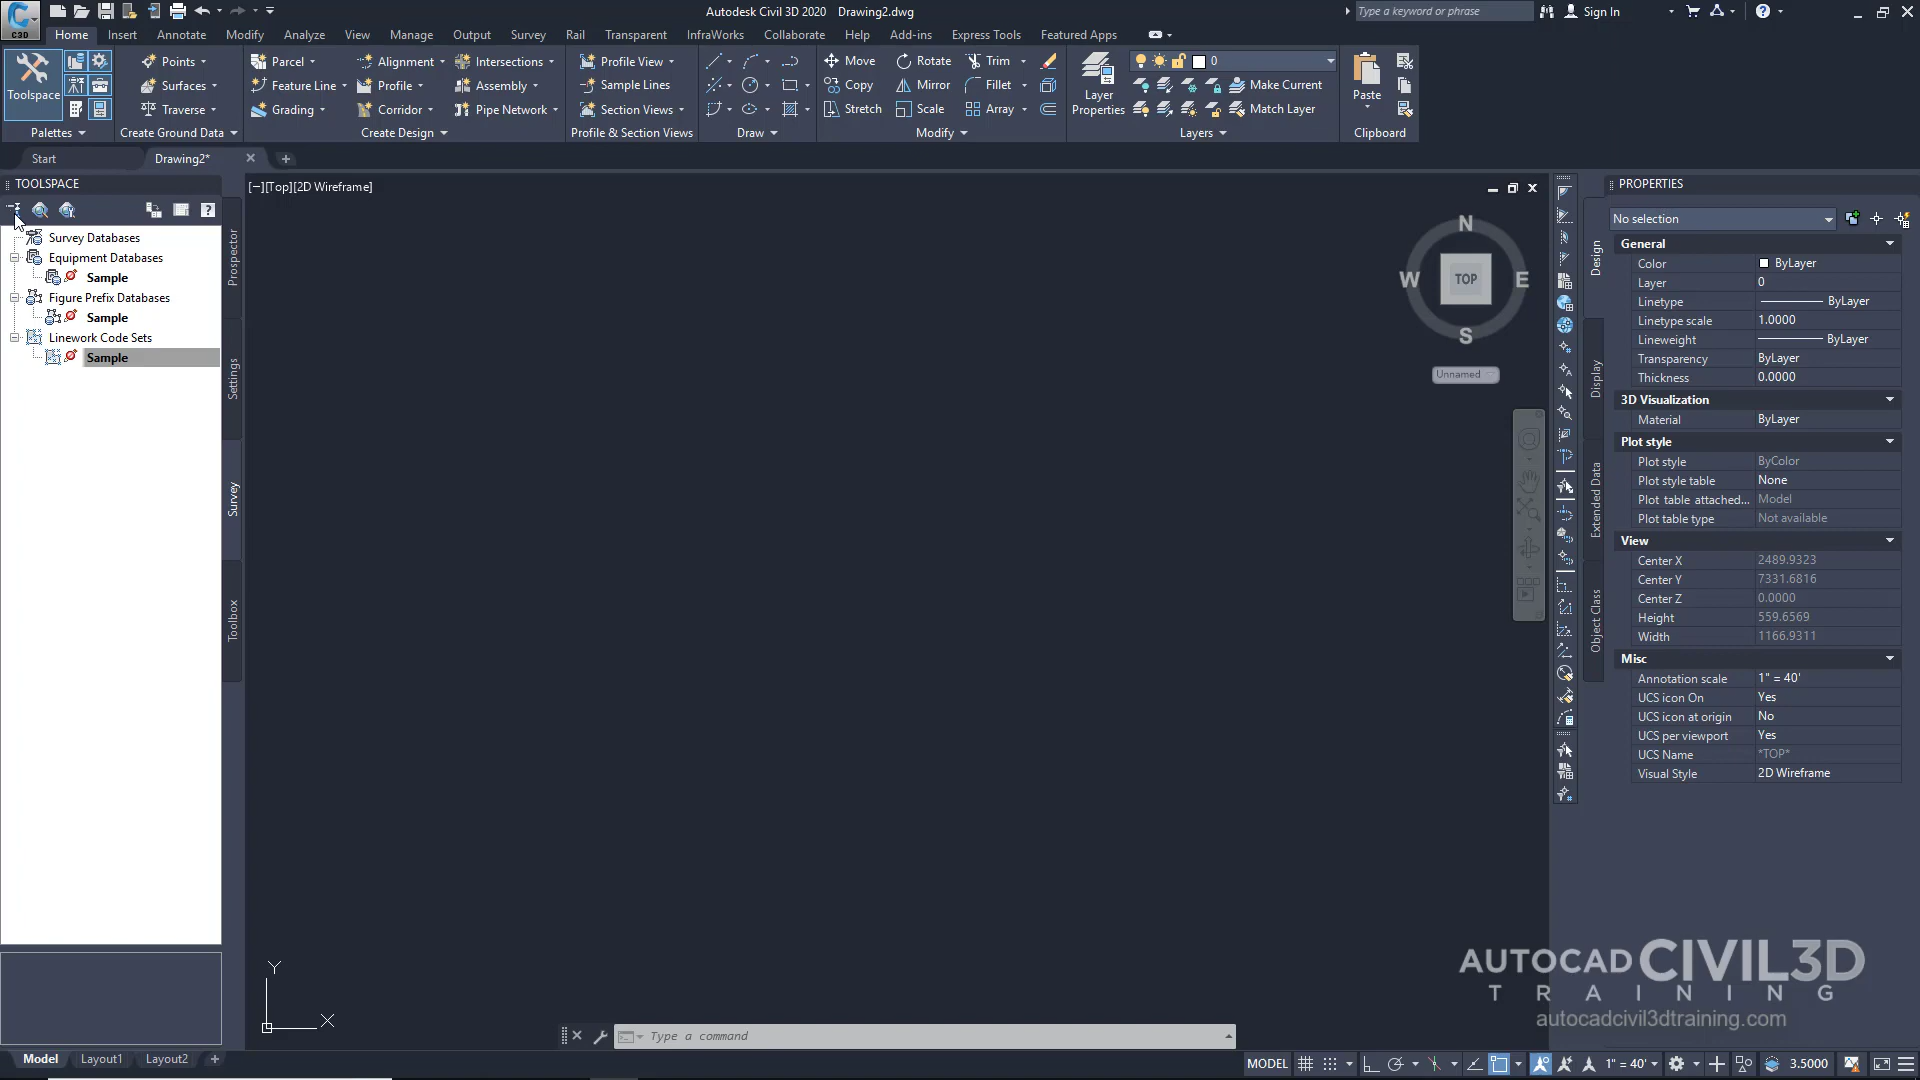 C3D
Autodesk Civil 3D 2020 Drawing2.dwg
Type a keyword or phrase
Sign In
Home Insert Annotate Modify Analyze View Manage Output Survey Rail Transparent InfraWorks Collaborate Help Add-ins Express Tools Featured Apps
Toolspace
Palettes
Points
Surfaces
Traverse
Create Ground Data
Parcel
Feature Line
Grading
Alignment
Profile
Corridor
Intersections
Assembly
Pipe Network
Create Design
Profile View
Sample Lines
Section Views
Profile & Section Views
Draw
Move Rotate Trim
Copy Mirror Fillet
Stretch Scale Array
Modify
Layer
Properties
0
Make Current
Match Layer
Layers
Paste
Clipboard
Start
Drawing2*
TOOLSPACE
Survey Databases
Equipment Databases
Sample
Figure Prefix Databases
Sample
Linework Code Sets
Sample
Prospector
Settings
Survey
Toolbox
[−][Top][2D Wireframe]
N
W TOP E
S
Unnamed
Y
X
Type a command
Design
Display
Extended Data
Object Class
PROPERTIES
No selection
General
Color ByLayer
Layer 0
Linetype ByLayer
Linetype scale 1.0000
Lineweight ByLayer
Transparency ByLayer
Thickness 0.0000
3D Visualization
Material ByLayer
Plot style
Plot style ByColor
Plot style table None
Plot table attached... Model
Plot table type Not available
View
Center X 2489.9323
Center Y 7331.6816
Center Z 0.0000
Height 559.6569
Width 1166.9311
Misc
Annotation scale 1" = 40'
UCS icon On Yes
UCS icon at origin No
UCS per viewport Yes
UCS Name *TOP*
Visual Style 2D Wireframe
AUTOCAD CIVIL3D
TRAINING
autocadcivil3dtraining.com
Model Layout1 Layout2
MODEL
1" = 40'
3.5000